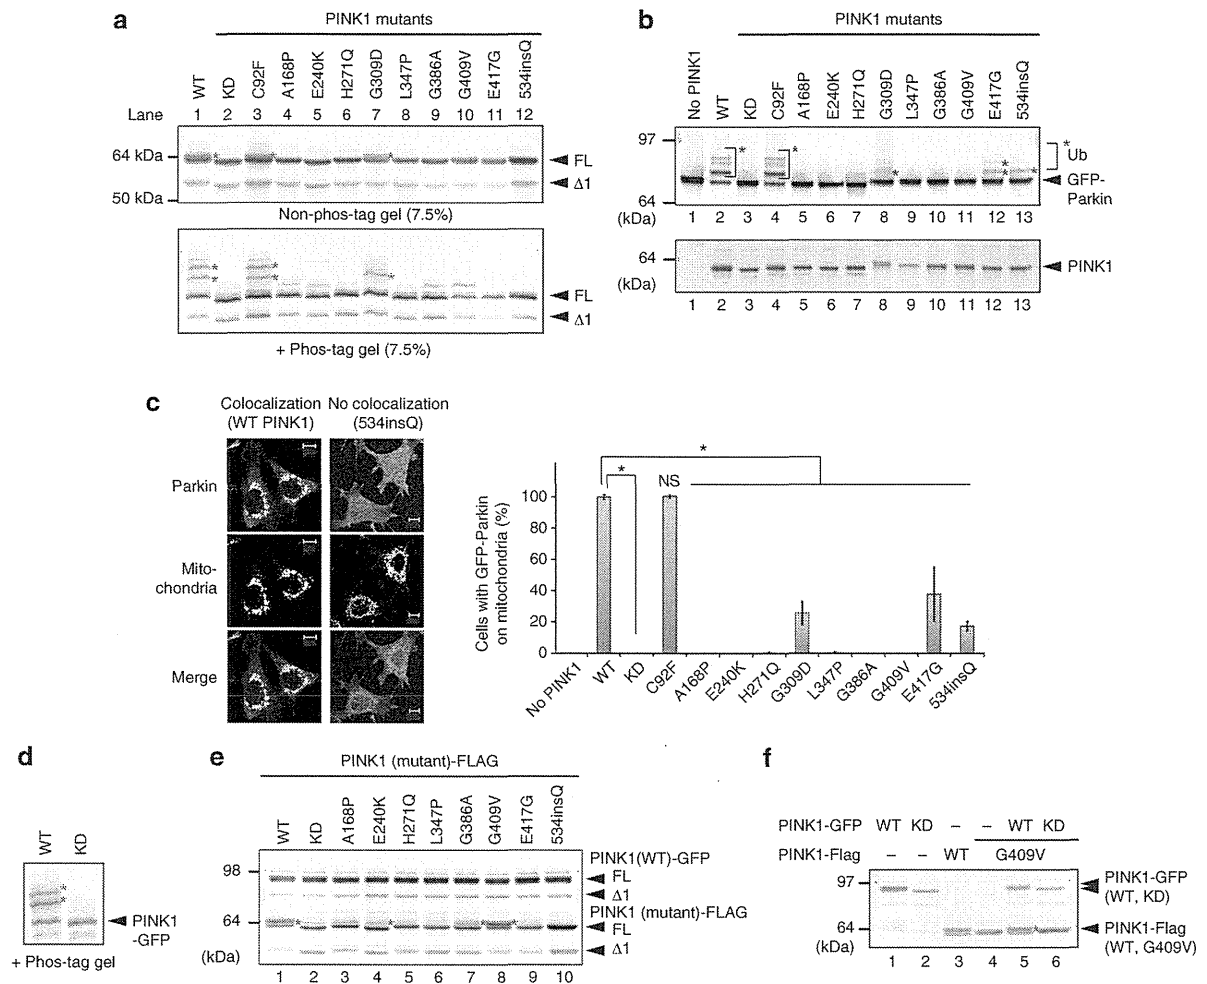 a
PINK1 mutants
WT KD C92F A168P E240K H271Q G309D L347P G386A G409V E417G 534insQ
Lane 1 2 3 4 5 6 7 8 9 10 11 12
64 kDa * * FL
Δ1
50 kDa
Non-phos-tag gel (7.5%)
* * *
* *
FL
Δ1
+ Phos-tag gel (7.5%)
b
PINK1 mutants
No PINK1 WT KD C92F A168P E240K H271Q G309D L347P G386A G409V E417G 534insQ
97
* * *
Ub
* * * *
GFP-
Parkin
64
(kDa) 1 2 3 4 5 6 7 8 9 10 11 12 13
64
PINK1
(kDa)
1 2 3 4 5 6 7 8 9 10 11 12 13
c
Colocalization No colocalization
(WT PINK1) (534insQ)
Parkin
Mito-
chondria
Merge
Cells with GFP-Parkin
on mitochondria (%)
*
*
NS
100
80
60
40
20
0
No PINK1 WT KD C92F A168P E240K H271Q G309D L347P G386A G409V E417G 534insQ
d
WT KD
*
*
PINK1
-GFP
+ Phos-tag gel
e
PINK1 (mutant)-FLAG
WT KD A168P E240K H271Q L347P G386A G409V E417G 534insQ
PINK1(WT)-GFP
98
FL
Δ1
PINK1 (mutant)-FLAG
64 * * *
FL
(kDa)
Δ1
1 2 3 4 5 6 7 8 9 10
f
PINK1-GFP WT KD – – WT KD
PINK1-Flag – – WT G409V
97
PINK1-GFP
(WT, KD)
64
PINK1-Flag
(kDa)
(WT, G409V)
1 2 3 4 5 6